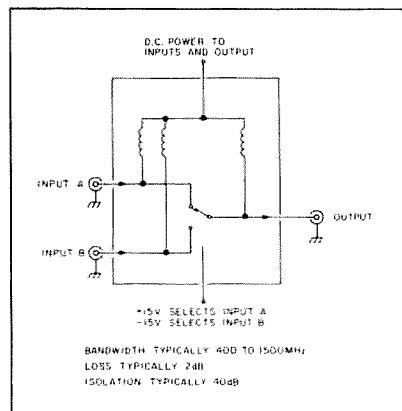 D.C. POWER TO
INPUTS AND OUTPUT
INPUT A
OUTPUT
INPUT B
+15V SELECTS INPUT A
-15V SELECTS INPUT B
BANDWIDTH TYPICALLY 400 TO 1500MHz
LOSS TYPICALLY 2dB
ISOLATION TYPICALLY 40dB